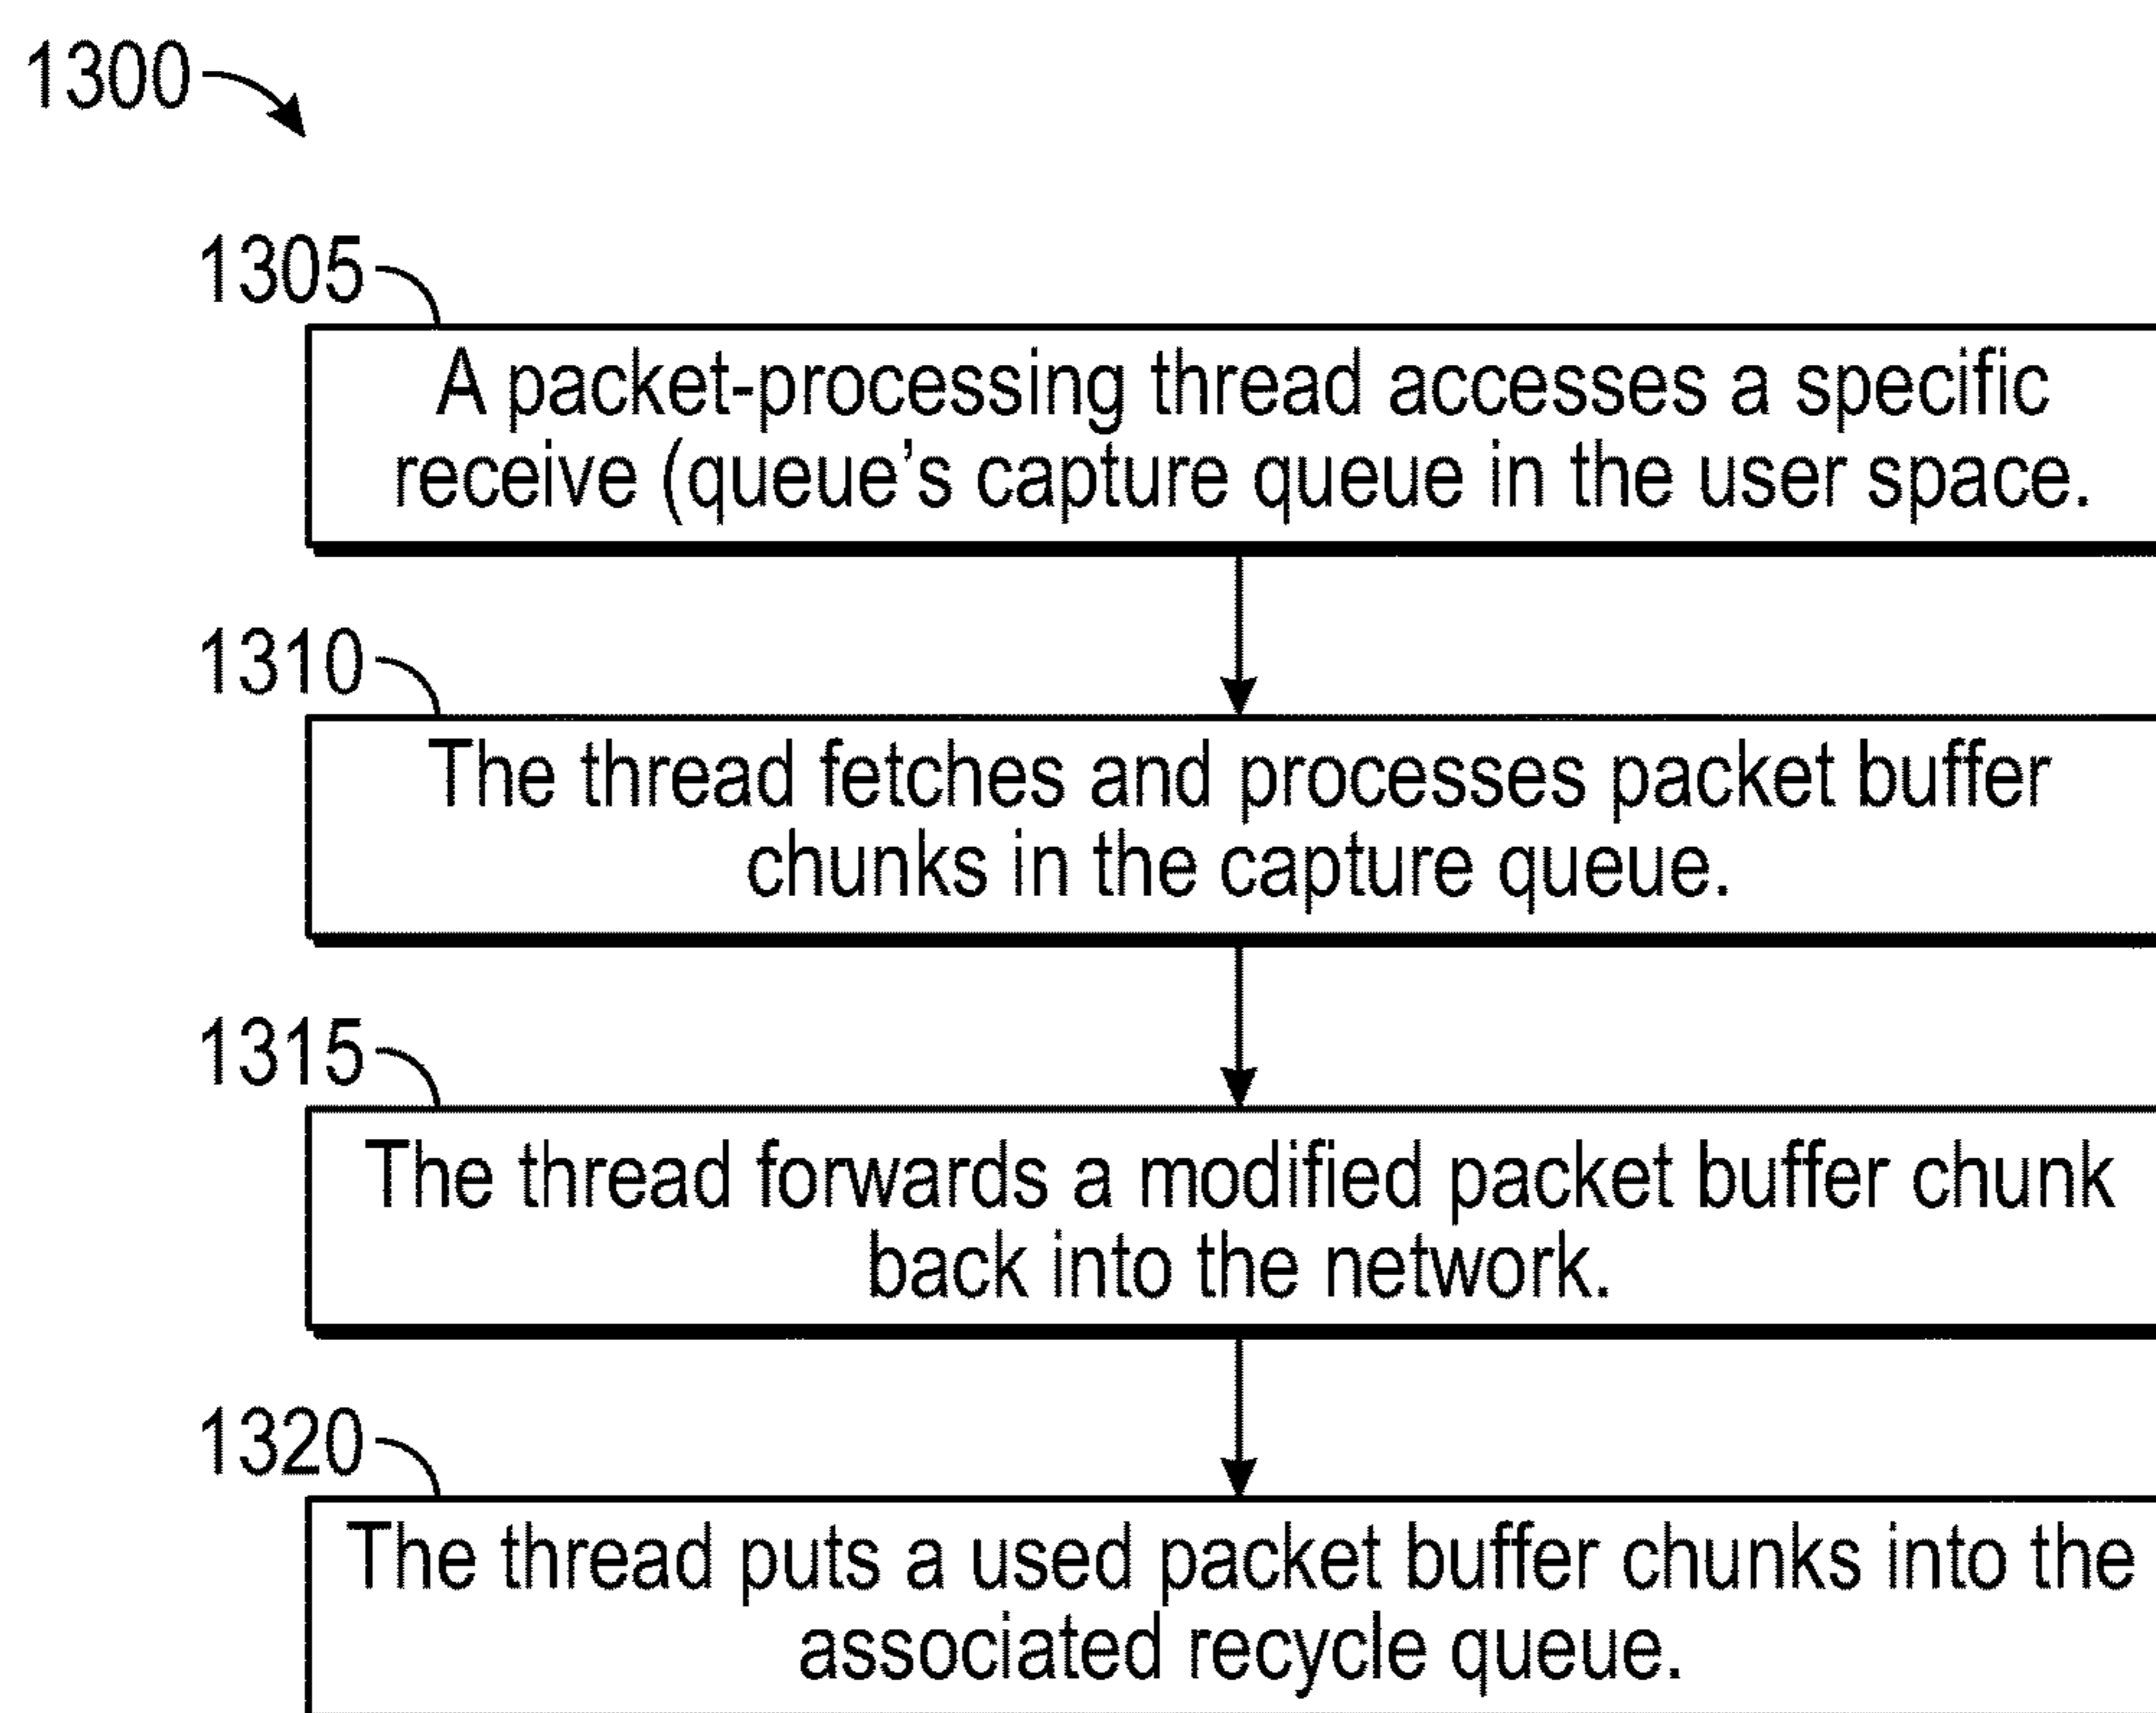 1300
1305
A packet-processing thread accesses a specific
receive (queue's capture queue in the user space.
1310
The thread fetches and processes packet buffer
chunks in the capture queue.
1315
The thread forwards a modified packet buffer chunk
back into the network.
1320
The thread puts a used packet buffer chunks into the
associated recycle queue.